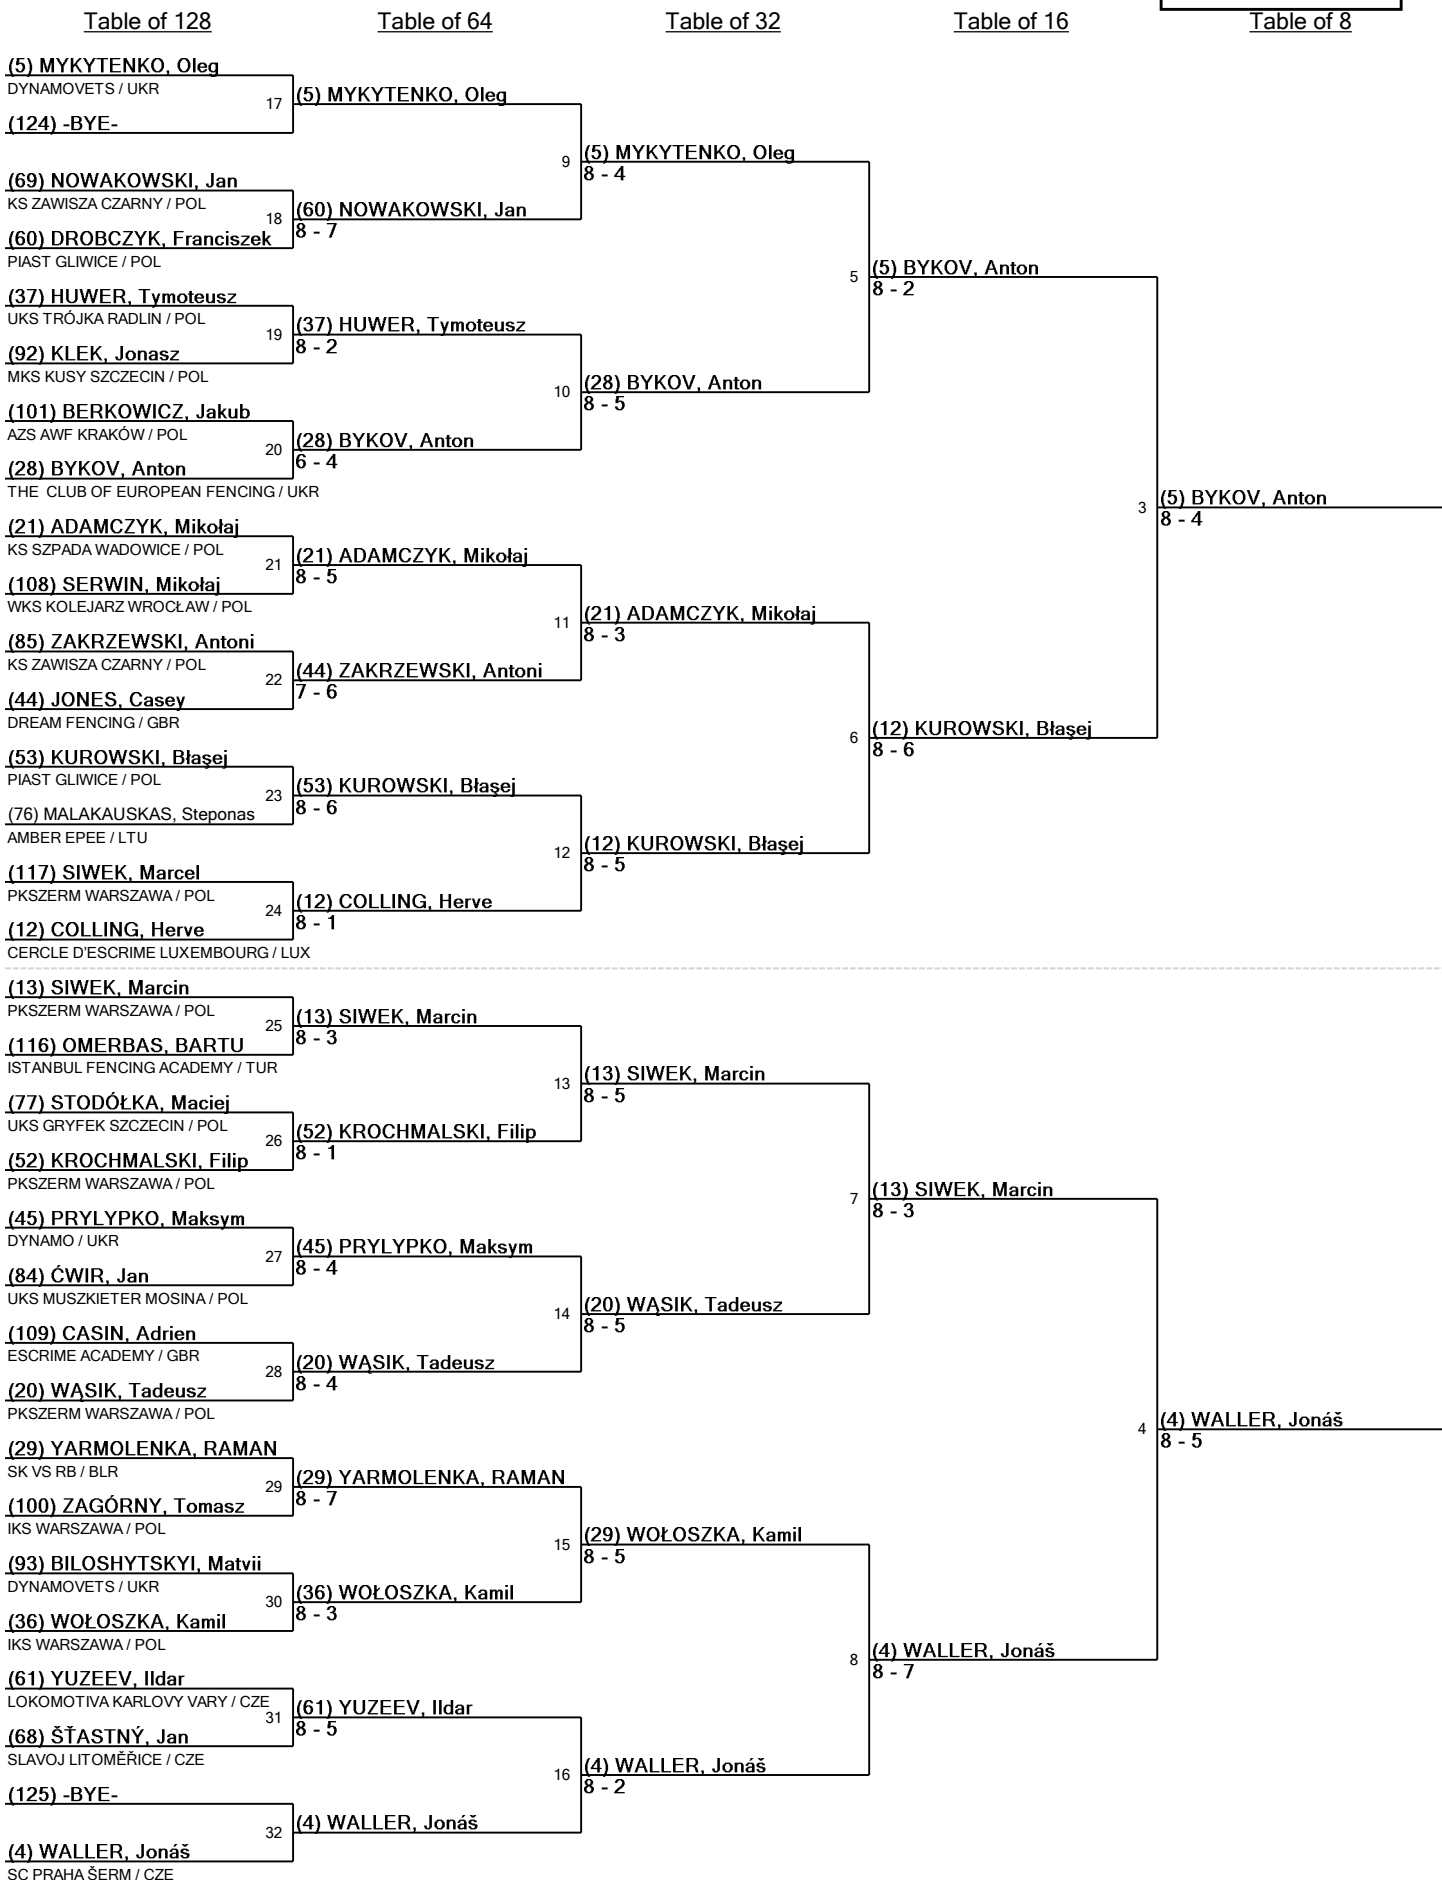 Table of 128 Table of 64 Table of 32 Table of 16 Table of 8
(5) MYKYTENKO, Oleg
DYNAMOVETS / UKR
17 (5) MYKYTENKO, Oleg
(124) -BYE-
9 (5) MYKYTENKO, Oleg
8 - 4
(69) NOWAKOWSKI, Jan
KS ZAWISZA CZARNY / POL
18 (60) NOWAKOWSKI, Jan
8 - 7
(60) DROBCZYK, Franciszek
PIAST GLIWICE / POL
5 (5) BYKOV, Anton
8 - 2
(37) HUWER, Tymoteusz
UKS TRÓJKA RADLIN / POL
19 (37) HUWER, Tymoteusz
8 - 2
(92) KLEK, Jonasz
MKS KUSY SZCZECIN / POL
10 (28) BYKOV, Anton
8 - 5
(101) BERKOWICZ, Jakub
AZS AWF KRAKÓW / POL
20 (28) BYKOV, Anton
6 - 4
(28) BYKOV, Anton
THE CLUB OF EUROPEAN FENCING / UKR
3 (5) BYKOV, Anton
8 - 4
(21) ADAMCZYK, Mikołaj
KS SZPADA WADOWICE / POL
21 (21) ADAMCZYK, Mikołaj
8 - 5
(108) SERWIN, Mikołaj
WKS KOLEJARZ WROCŁAW / POL
11 (21) ADAMCZYK, Mikołaj
8 - 3
(85) ZAKRZEWSKI, Antoni
KS ZAWISZA CZARNY / POL
22 (44) ZAKRZEWSKI, Antoni
7 - 6
(44) JONES, Casey
DREAM FENCING / GBR
6 (12) KUROWSKI, Błaşej
8 - 6
(53) KUROWSKI, Błaşej
PIAST GLIWICE / POL
23 (53) KUROWSKI, Błaşej
8 - 6
(76) MALAKAUSKAS, Steponas
AMBER EPEE / LTU
12 (12) KUROWSKI, Błaşej
8 - 5
(117) SIWEK, Marcel
PKSZERM WARSZAWA / POL
24 (12) COLLING, Herve
8 - 1
(12) COLLING, Herve
CERCLE D'ESCRIME LUXEMBOURG / LUX
(13) SIWEK, Marcin
PKSZERM WARSZAWA / POL
25 (13) SIWEK, Marcin
8 - 3
(116) OMERBAS, BARTU
ISTANBUL FENCING ACADEMY / TUR
13 (13) SIWEK, Marcin
8 - 5
(77) STODÓŁKA, Maciej
UKS GRYFEK SZCZECIN / POL
26 (52) KROCHMALSKI, Filip
8 - 1
(52) KROCHMALSKI, Filip
PKSZERM WARSZAWA / POL
7 (13) SIWEK, Marcin
8 - 3
(45) PRYLYPKO, Maksym
DYNAMO / UKR
27 (45) PRYLYPKO, Maksym
8 - 4
(84) ĆWIR, Jan
UKS MUSZKIETER MOSINA / POL
14 (20) WĄSIK, Tadeusz
8 - 5
(109) CASIN, Adrien
ESCRIME ACADEMY / GBR
28 (20) WĄSIK, Tadeusz
8 - 4
(20) WĄSIK, Tadeusz
PKSZERM WARSZAWA / POL
4 (4) WALLER, Jonáš
8 - 5
(29) YARMOLENKA, RAMAN
SK VS RB / BLR
29 (29) YARMOLENKA, RAMAN
8 - 7
(100) ZAGÓRNY, Tomasz
IKS WARSZAWA / POL
15 (29) WOŁOSZKA, Kamil
8 - 5
(93) BILOSHYTSKYI, Matvii
DYNAMOVETS / UKR
30 (36) WOŁOSZKA, Kamil
8 - 3
(36) WOŁOSZKA, Kamil
IKS WARSZAWA / POL
8 (4) WALLER, Jonáš
8 - 7
(61) YUZEEV, Ildar
LOKOMOTIVA KARLOVY VARY / CZE
31 (61) YUZEEV, Ildar
8 - 5
(68) ŠŤASTNÝ, Jan
SLAVOJ LITOMĚŘICE / CZE
16 (4) WALLER, Jonáš
8 - 2
(125) -BYE-
32 (4) WALLER, Jonáš
(4) WALLER, Jonáš
SC PRAHA ŠERM / CZE